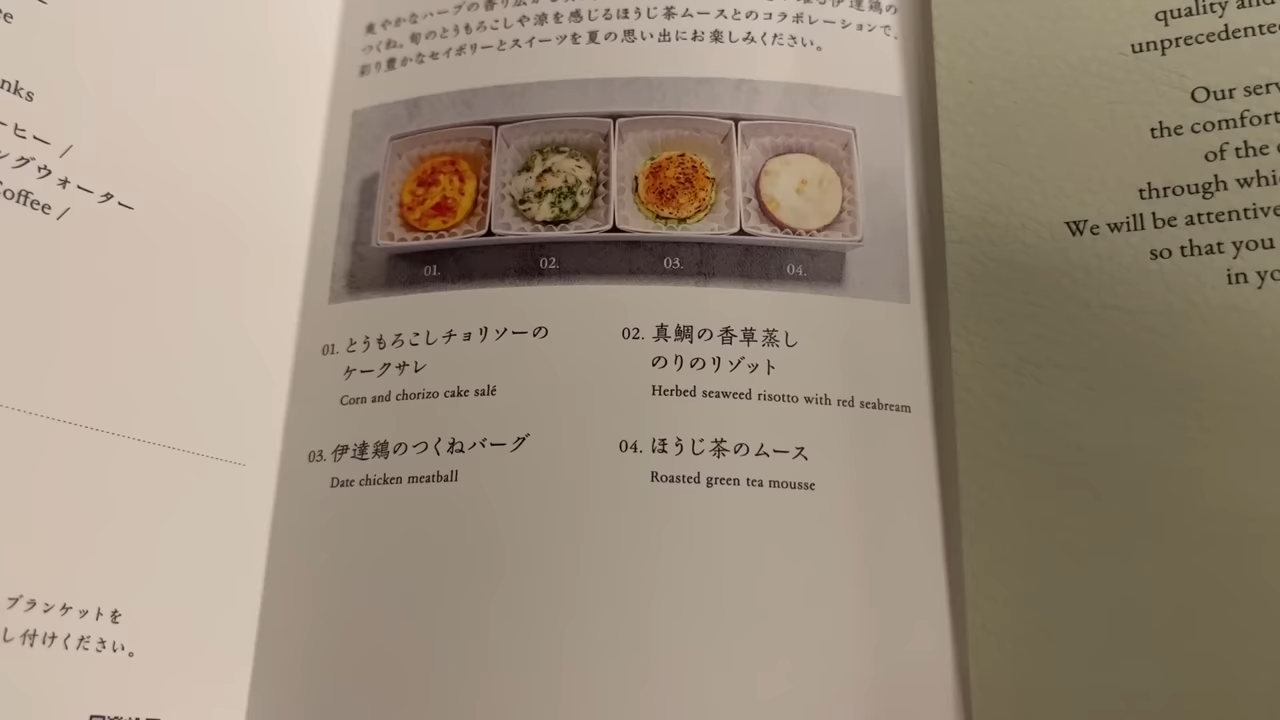 ee
nks
ーヒー /
ッグウォーター
Coffee /
ブランケットを
し付けください。
爽やかなハーブの香り広がる
つくね。旬のとうもろこしや涼を感じるほうじ茶ムースとのコラボレーションで、
彩り豊かなセイボリーとスイーツを夏の思い出にお楽しみください。
01.
02.
03.
04.
01. とうもろこしチョリソーの
ケークサレ
Corn and chorizo cake salé
02. 真鯛の香草蒸し
のりのリゾット
Herbed seaweed risotto with red seabream
03. 伊達鶏のつくねバーグ
Date chicken meatball
04. ほうじ茶のムース
Roasted green tea mousse
quality and
unprecedente
Our serv
the comfort
of the
through whi
We will be attentive
so that you
in yo